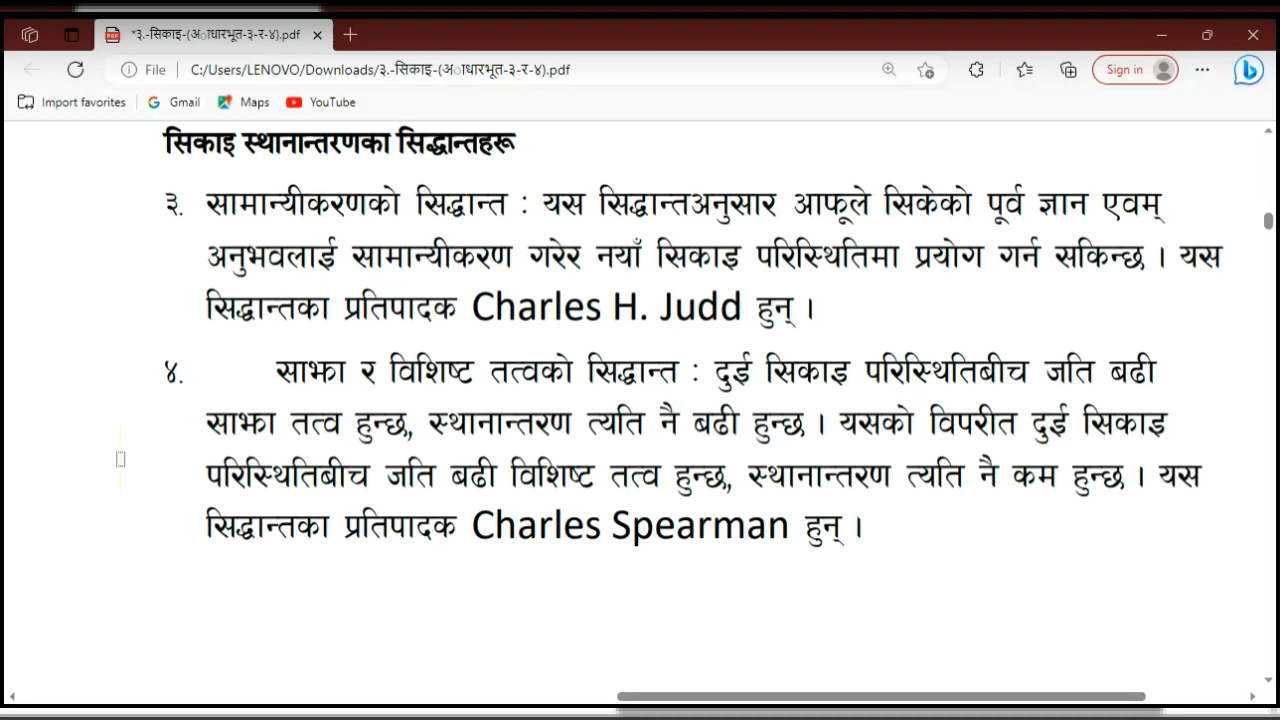 *३.-सिकाइ-(अाधारभूत-३-र-४).pdf
File C:/Users/LENOVO/Downloads/३.-सिकाइ-(अाधारभूत-३-र-४).pdf Sign in
Import favorites Gmail Maps YouTube
सिकाइ स्थानान्तरणका सिद्धान्तहरू
३. सामान्यीकरणको सिद्धान्त : यस सिद्धान्तअनुसार आफूले सिकेको पूर्व ज्ञान एवम्
अनुभवलाई सामान्यीकरण गरेर नयाँ सिकाइ परिस्थितिमा प्रयोग गर्न सकिन्छ । यस
सिद्धान्तका प्रतिपादक Charles H. Judd हुन् ।
४. साझा र विशिष्ट तत्वको सिद्धान्त : दुई सिकाइ परिस्थितिबीच जति बढी
साझा तत्व हुन्छ, स्थानान्तरण त्यति नै बढी हुन्छ । यसको विपरीत दुई सिकाइ
परिस्थितिबीच जति बढी विशिष्ट तत्व हुन्छ, स्थानान्तरण त्यति नै कम हुन्छ । यस
सिद्धान्तका प्रतिपादक Charles Spearman हुन् ।